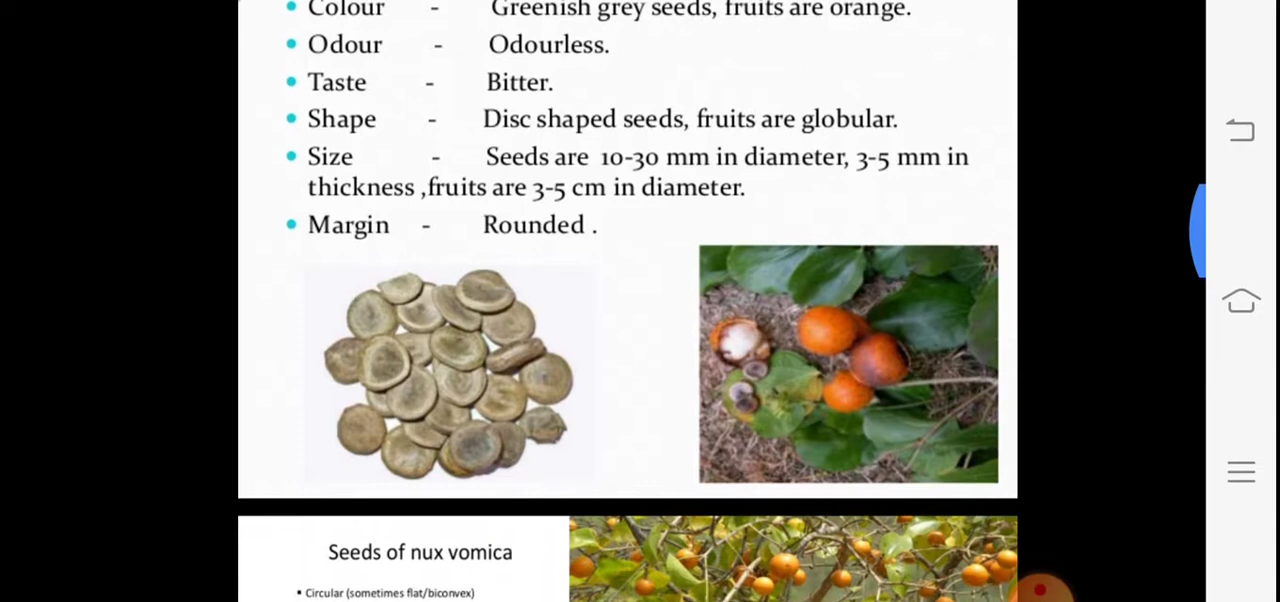 • Colour - Greenish grey seeds, fruits are orange.
• Odour - Odourless.
• Taste - Bitter.
• Shape - Disc shaped seeds, fruits are globular.
• Size - Seeds are 10-30 mm in diameter, 3-5 mm in
thickness ,fruits are 3-5 cm in diameter.
• Margin - Rounded .
Seeds of nux vomica
▪ Circular (sometimes flat/biconvex)